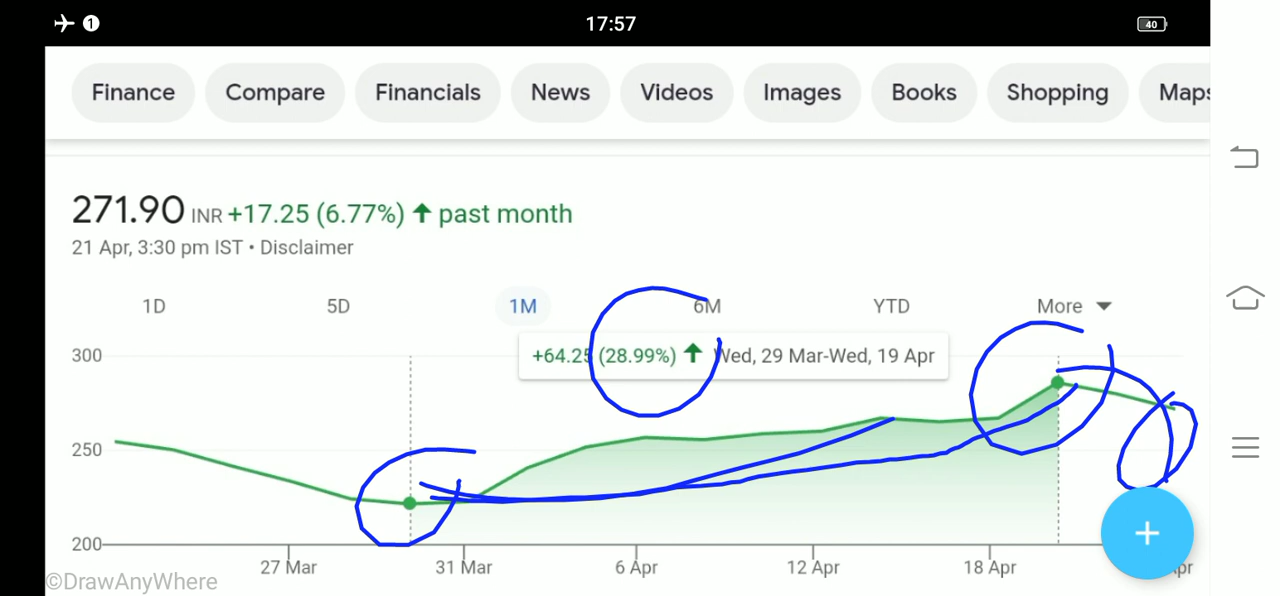 1 17:57 40
Finance Compare Financials News Videos Images Books Shopping Maps
271.90 INR +17.25 (6.77%) past month
21 Apr, 3:30 pm IST • Disclaimer
1D 5D 1M 6M YTD More
+64.25 (28.99%) Wed, 29 Mar-Wed, 19 Apr
300
250
200
27 Mar 31 Mar 6 Apr 12 Apr 18 Apr
©DrawAnyWhere